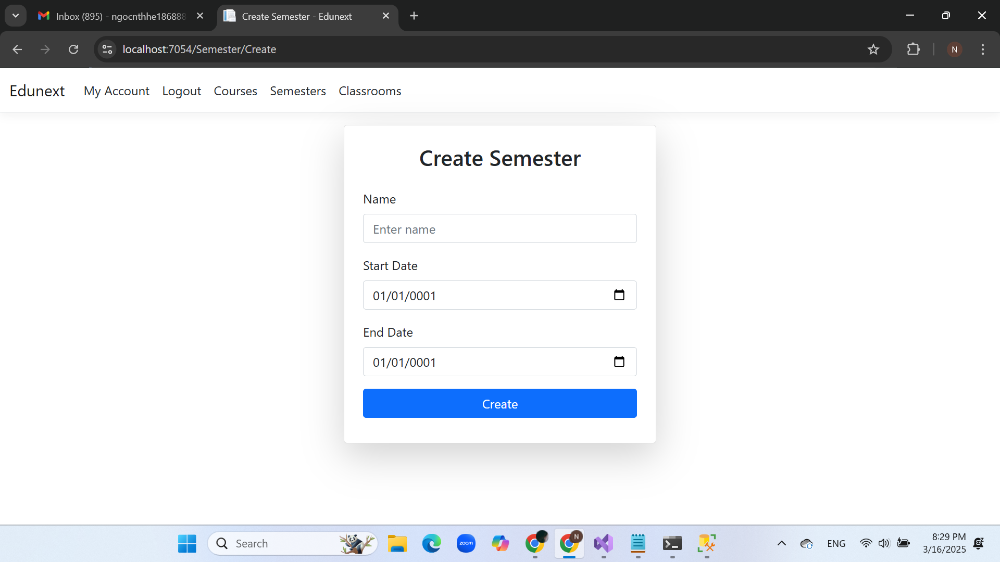 Inbox (895) - ngocnthhe186888
Create Semester - Edunext
localhost:7054/Semester/Create
N
Edunext
My Account
Logout
Courses
Semesters
Classrooms
Create Semester
Name
Enter name
Start Date
01/01/0001
End Date
01/01/0001
Create
Search
zoom
N
ENG
8:29 PM
3/16/2025